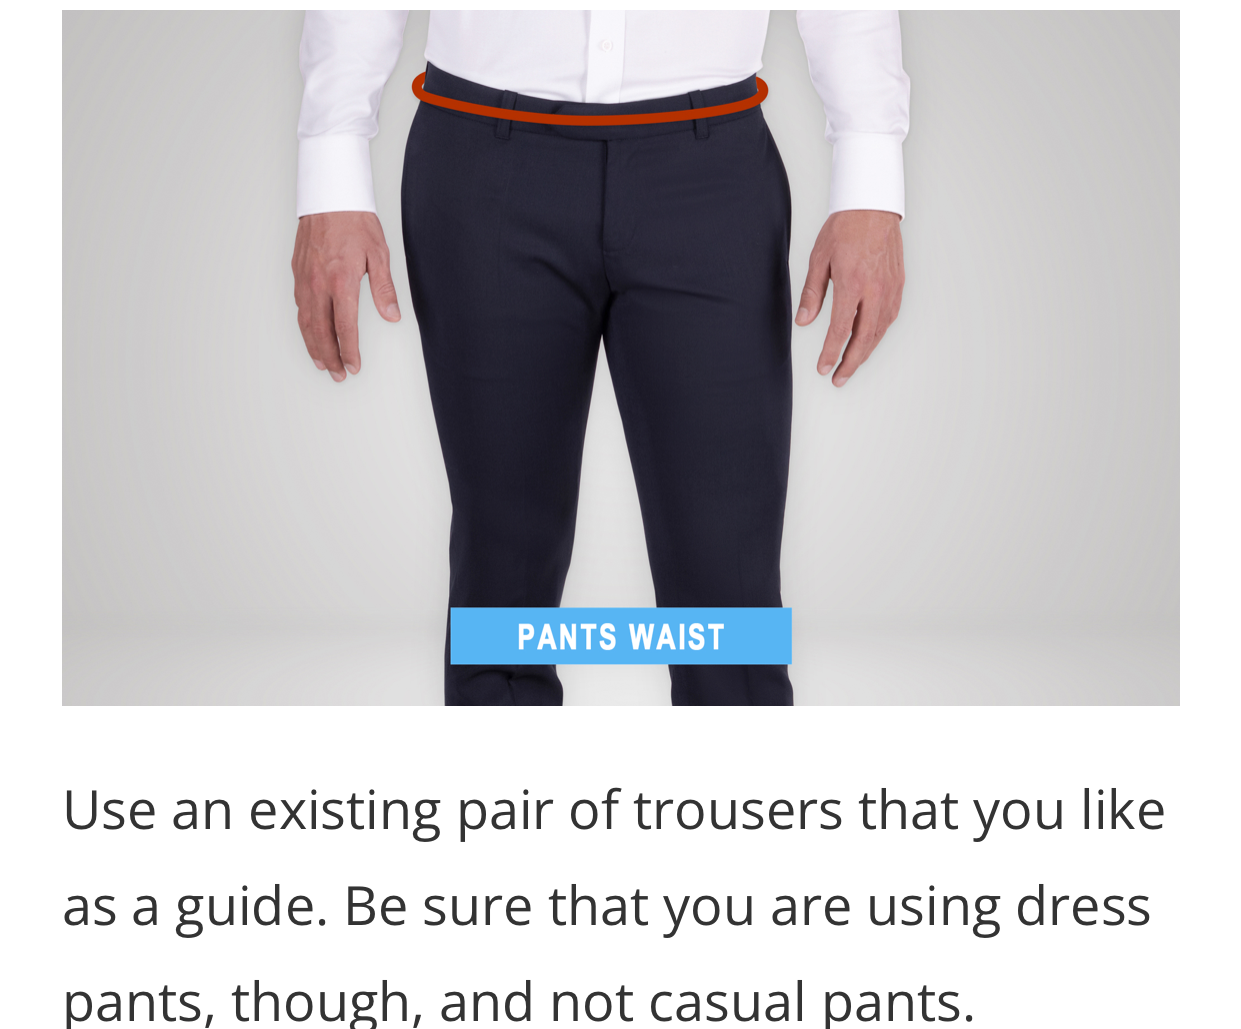 PANTS WAIST
Use an existing pair of trousers that you like
as a guide. Be sure that you are using dress
pants, though, and not casual pants.